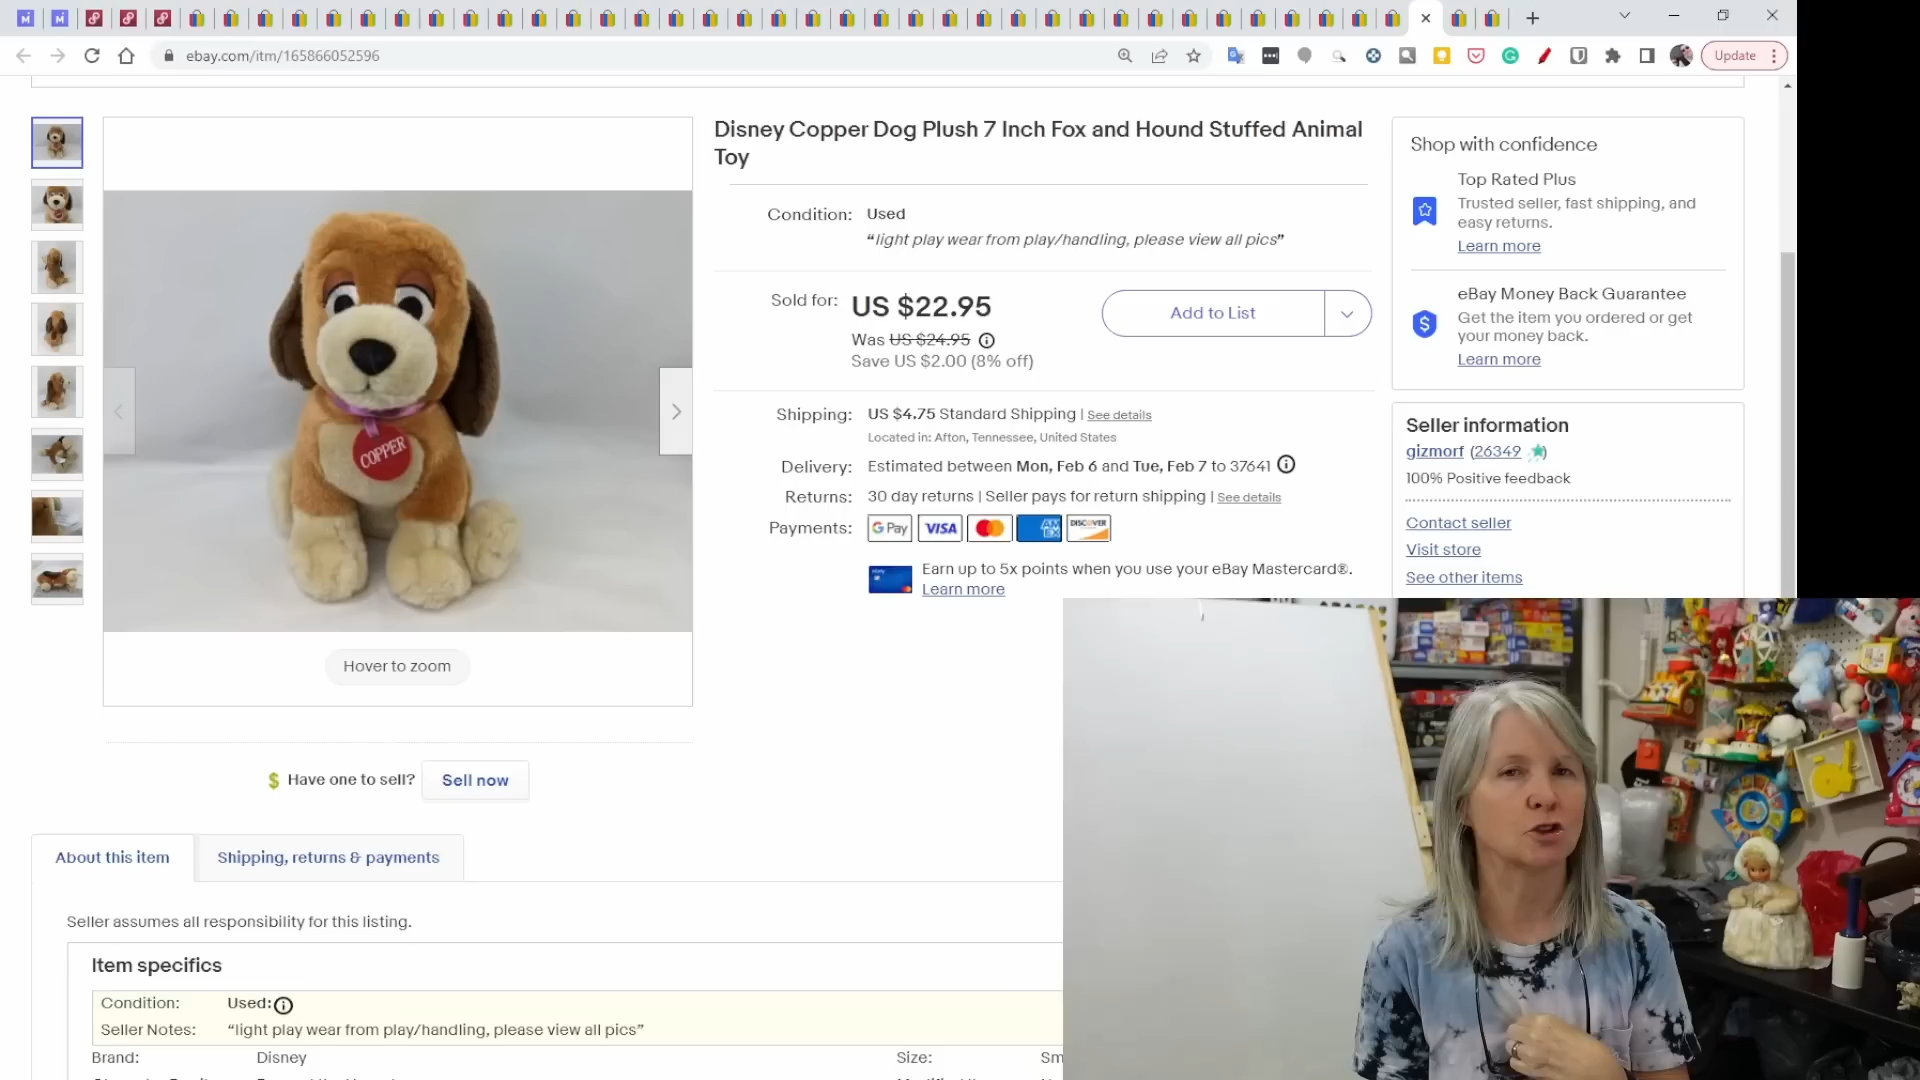 ebay.com/itm/165866052596
Update
Disney Copper Dog Plush 7 Inch Fox and Hound Stuffed Animal
Toy
Condition: Used
“light play wear from play/handling, please view all pics”
Sold for: US $22.95
Was US $24.95
Save US $2.00 (8% off)
Add to List
Shipping: US $4.75 Standard Shipping | See details
Located in: Afton, Tennessee, United States
Delivery: Estimated between Mon, Feb 6 and Tue, Feb 7 to 37641
Returns: 30 day returns | Seller pays for return shipping | See details
Payments: G Pay VISA AM EX DISCOVER
Earn up to 5x points when you use your eBay Mastercard®.
Learn more
Shop with confidence
Top Rated Plus
Trusted seller, fast shipping, and
easy returns.
Learn more
eBay Money Back Guarantee
Get the item you ordered or get
your money back.
Learn more
Seller information
gizmorf (26349)
100% Positive feedback
Contact seller
Visit store
See other items
COPPER
Hover to zoom
Have one to sell? Sell now
About this item
Shipping, returns & payments
Seller assumes all responsibility for this listing.
Item specifics
Condition: Used:
Seller Notes: “light play wear from play/handling, please view all pics”
Brand: Disney Size: Sm